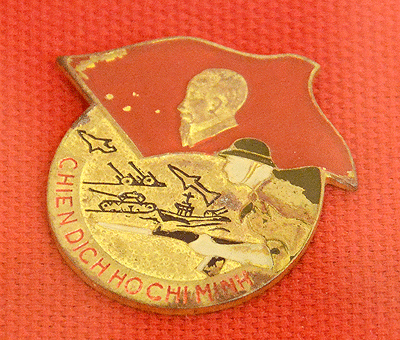 CHIEN DICH HO CHI MINH